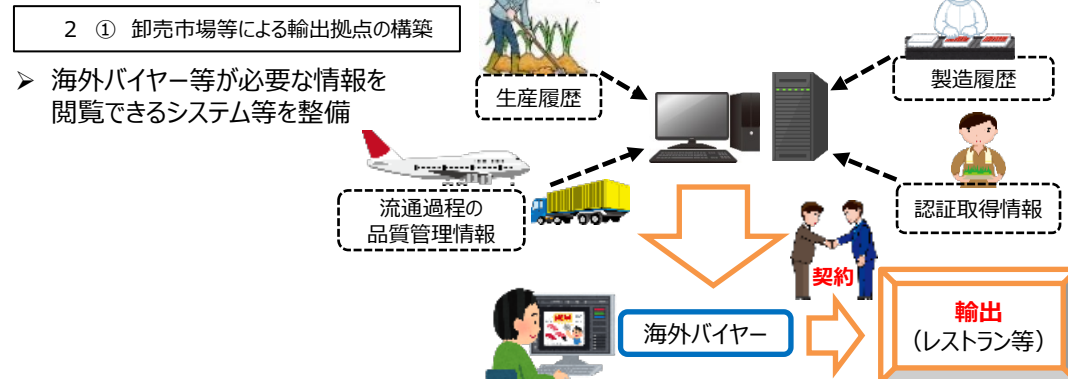 2 ① 卸売市場等による輸出拠点の構築
➢ 海外バイヤー等が必要な情報を
閲覧できるシステム等を整備
生産履歴
製造履歴
流通過程の
品質管理情報
認証取得情報
契約
海外バイヤー
輸出
（レストラン等）